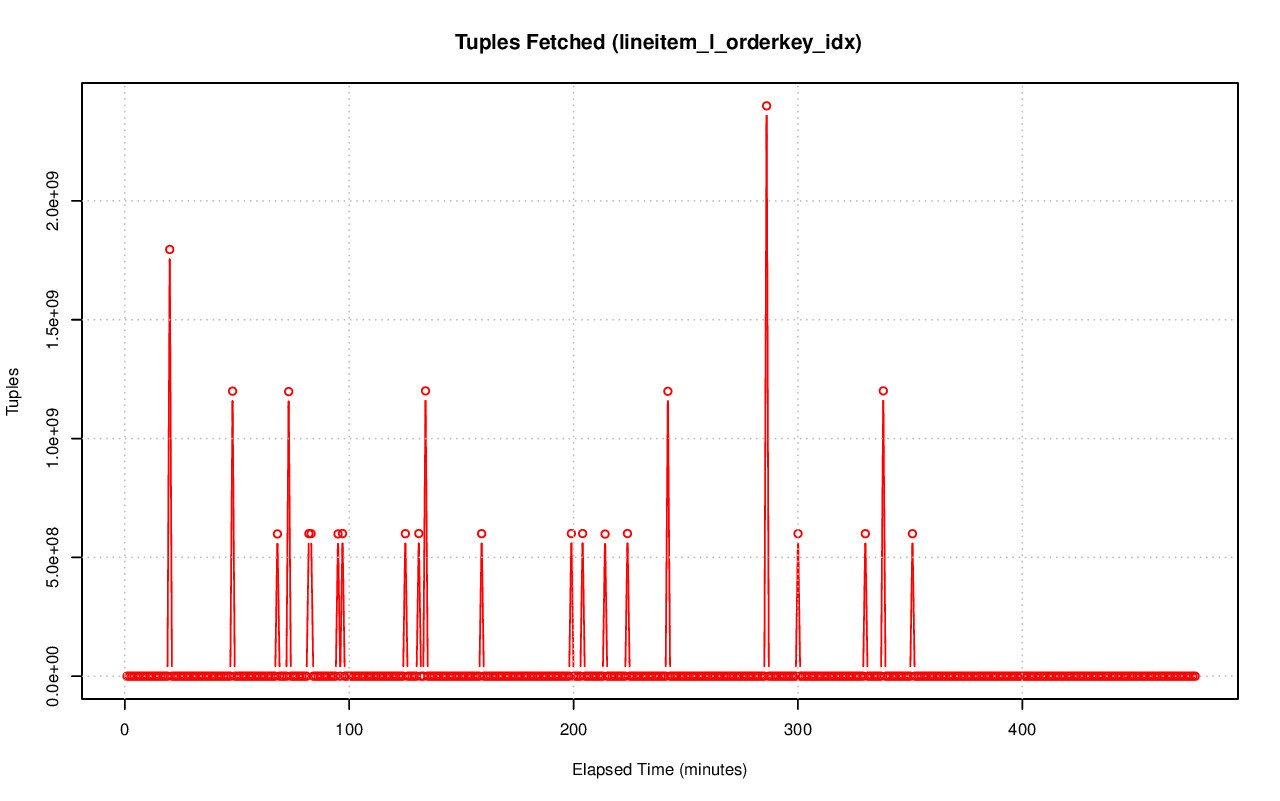 Tuples Fetched (lineitem_l_orderkey_idx)
Tuples
2.0e+09
1.5e+09
1.0e+09
5.0e+08
0.0e+00
0 100 200 300 400
Elapsed Time (minutes)